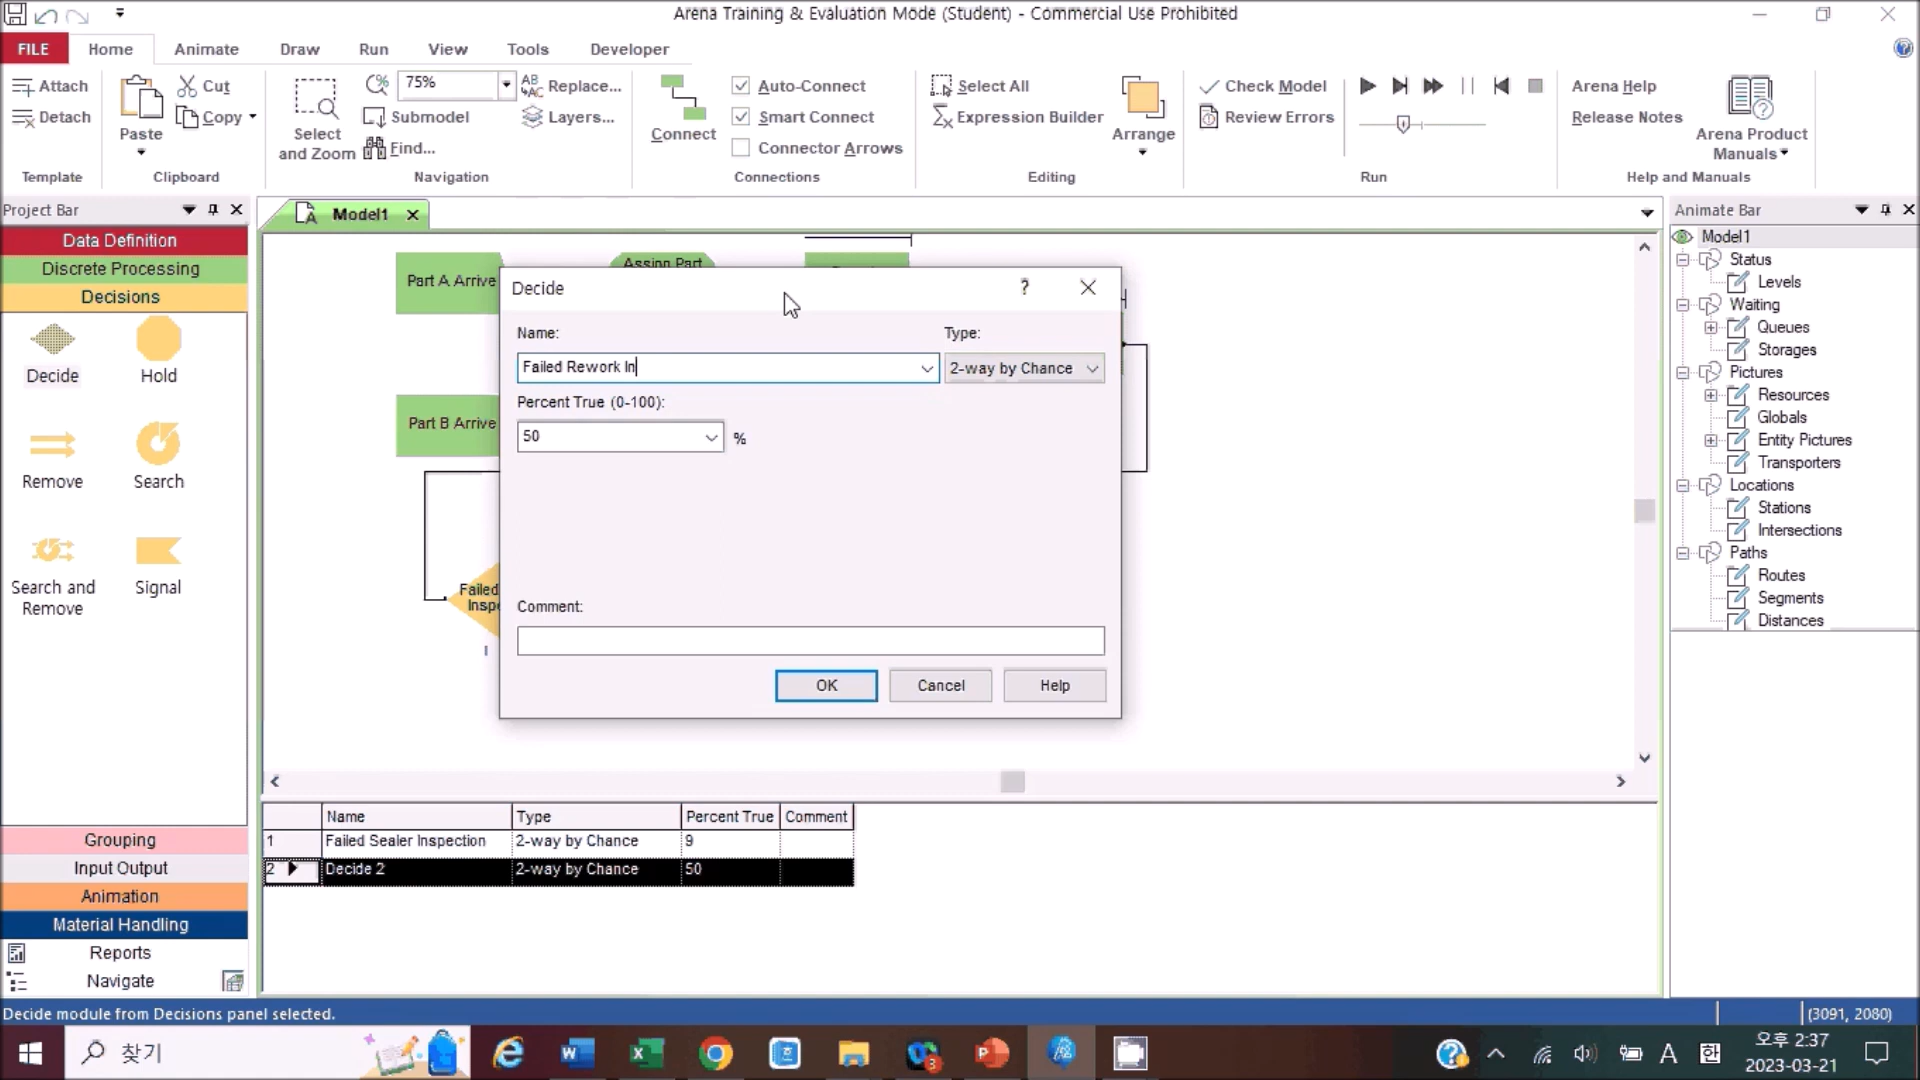 Arena Training & Evaluation Mode (Student) - Commercial Use Prohibited
FILE Home Animate Draw Run View Tools Developer
Attach
Detach
Template
Paste
Cut
Copy
Clipboard
Select
and Zoom
75%
Submodel
Find...
Replace...
Layers...
Navigation
Connect
Auto-Connect
Smart Connect
Connector Arrows
Connections
Select All
Expression Builder
Arrange
Editing
Check Model
Review Errors
Run
Arena Help
Release Notes
Arena Product
Manuals
Help and Manuals
Project Bar
Data Definition
Discrete Processing
Decisions
Decide
Hold
Remove
Search
Search and
Remove
Signal
Grouping
Input Output
Animation
Material Handling
Reports
Navigate
Model1
Part A Arrive
Assign Part
Part B Arrive
Failed
Decide
Name:
Type:
Failed Rework In
2-way by Chance
Percent True (0-100):
50
%
Comment:
OK
Cancel
Help
Name Type Percent True Comment
1 Failed Sealer Inspection 2-way by Chance 9
2 Decide 2 2-way by Chance 50
Animate Bar
Model1
Status
Levels
Waiting
Queues
Storages
Pictures
Resources
Globals
Entity Pictures
Transporters
Locations
Stations
Intersections
Paths
Routes
Segments
Distances
Decide module from Decisions panel selected.
(3091, 2080)
찾기
3
A
한
오후 2:37
2023-03-21